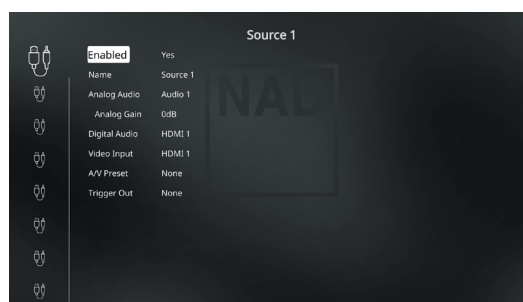 Source 1
Enabled Yes
Name Source 1
Analog Audio Audio 1
Analog Gain 0dB
Digital Audio HDMI 1
Video Input HDMI 1
A/V Preset None
Trigger Out None
NAD